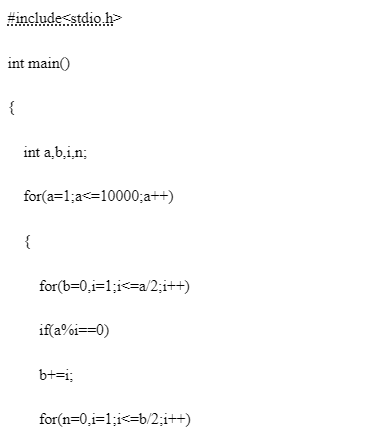 #include<stdio.h>
int main()
{
int a,b,i,n;
for(a=1;a<=10000;a++)
{
for(b=0,i=1;i<=a/2;i++)
if(a%i==0)
b+=i;
for(n=0,i=1;i<=b/2;i++)